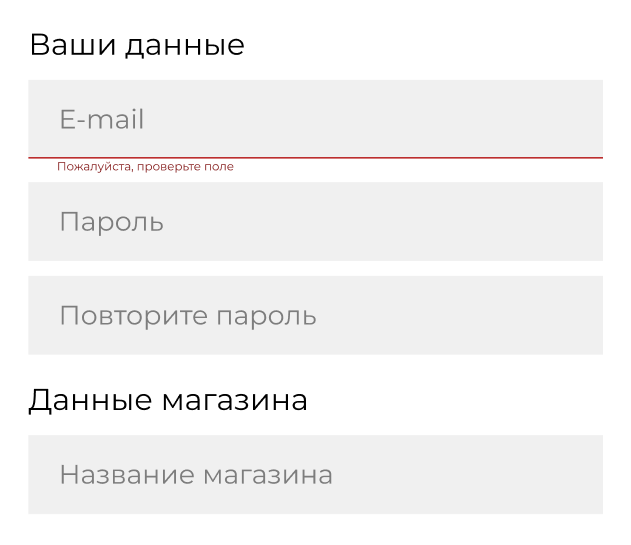 Ваши данные
E-mail
Пожалуйста, проверьте поле
Пароль
Повторите пароль
Данные магазина
Название магазина